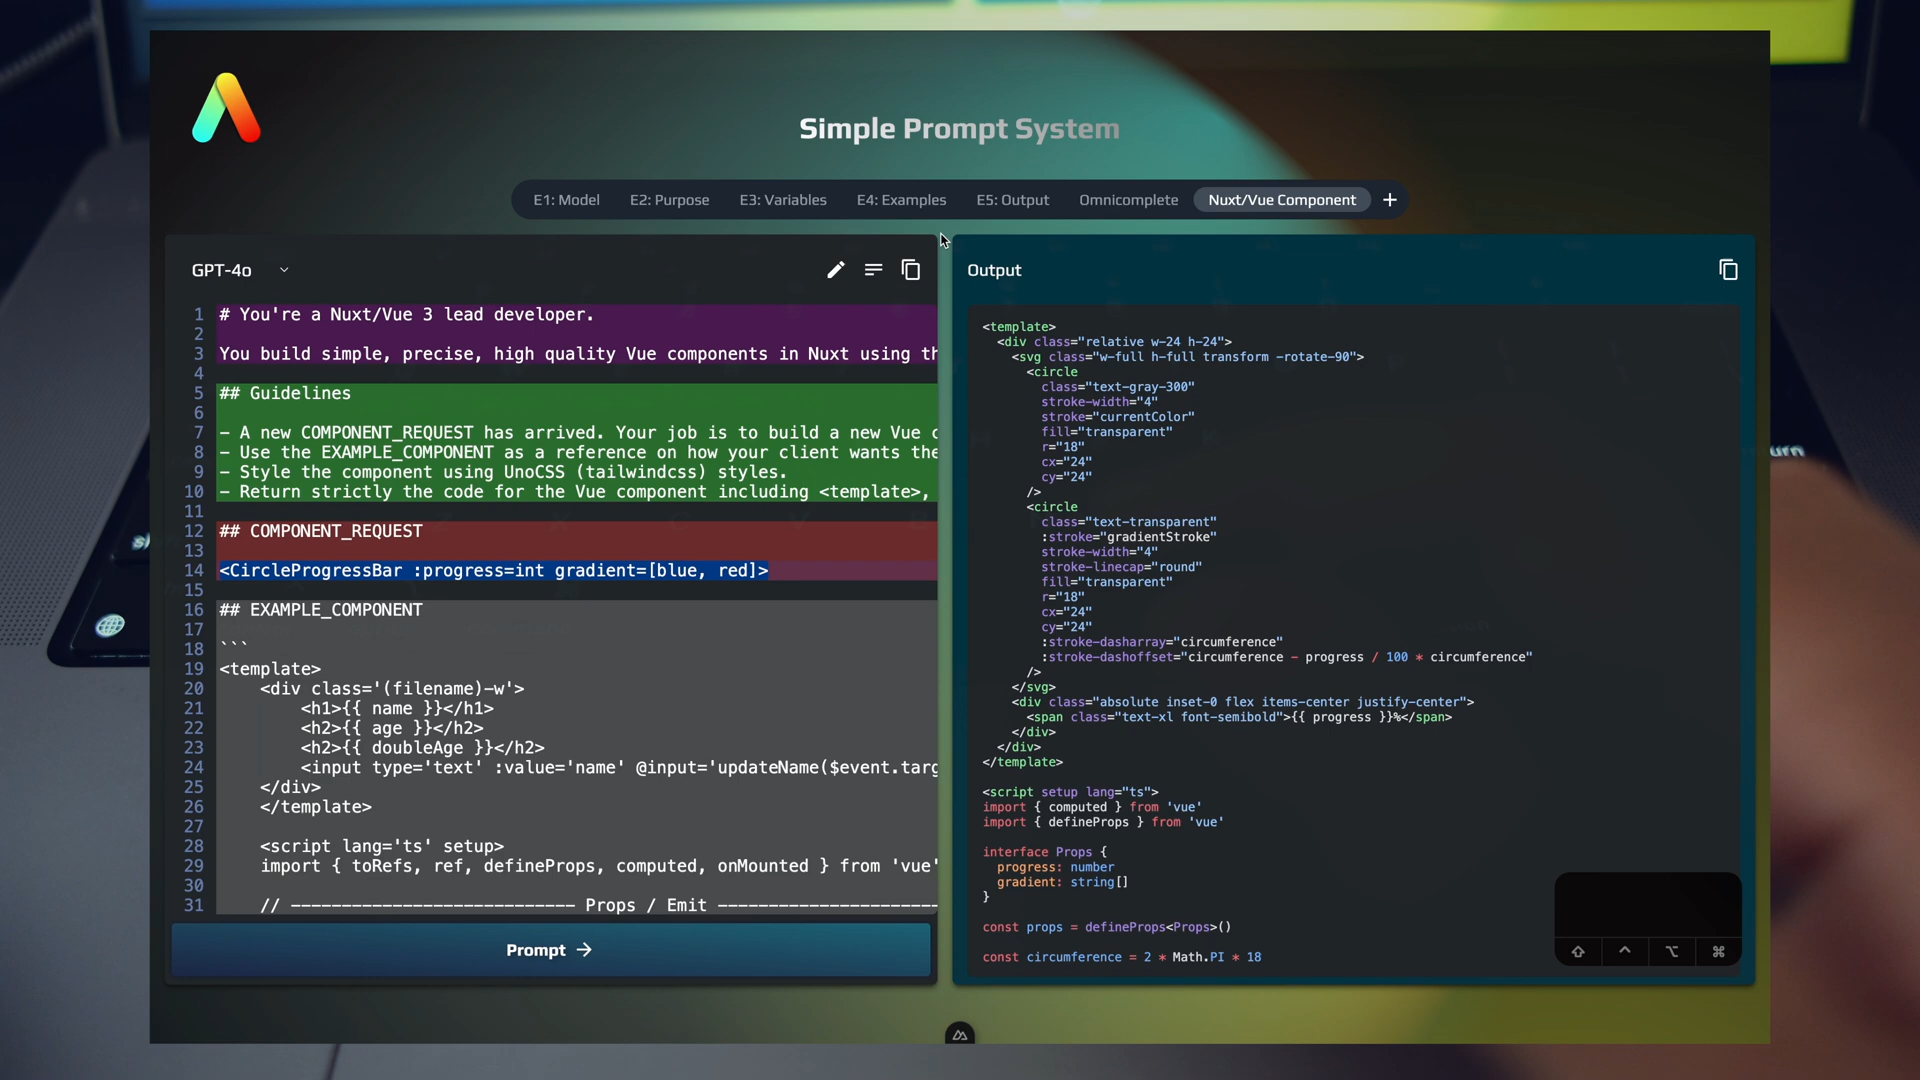 Simple Prompt System
E1: Model E2: Purpose E3: Variables E4: Examples E5: Output Omnicomplete Nuxt/Vue Component +
GPT-4o
1 # You're a Nuxt/Vue 3 lead developer.
2
3 You build simple, precise, high quality Vue components in Nuxt using th
4
5 ## Guidelines
6
7 - A new COMPONENT_REQUEST has arrived. Your job is to build a new Vue c
8 - Use the EXAMPLE_COMPONENT as a reference on how your client wants the
9 - Style the component using UnoCSS (tailwindcss) styles.
10 - Return strictly the code for the Vue component including <template>,
11
12 ## COMPONENT_REQUEST
13
14 <CircleProgressBar :progress=int gradient=[blue, red]>
15
16 ## EXAMPLE_COMPONENT
17
18 ```
19 <template>
20 <div class='(filename)-w'>
21 <h1>{{ name }}</h1>
22 <h2>{{ age }}</h2>
23 <h2>{{ doubleAge }}</h2>
24 <input type='text' :value='name' @input='updateName($event.targ
25 </div>
26 </template>
27
28 <script lang='ts' setup>
29 import { toRefs, ref, defineProps, computed, onMounted } from 'vue'
30
31 // ---------------------------- Props / Emit -----------------------
Prompt →
Output
<template>
<div class="relative w-24 h-24">
<svg class="w-full h-full transform -rotate-90">
<circle
class="text-gray-300"
stroke-width="4"
stroke="currentColor"
fill="transparent"
r="18"
cx="24"
cy="24"
/>
<circle
class="text-transparent"
:stroke="gradientStroke"
stroke-width="4"
stroke-linecap="round"
fill="transparent"
r="18"
cx="24"
cy="24"
:stroke-dasharray="circumference"
:stroke-dashoffset="circumference - progress / 100 * circumference"
/>
</svg>
<div class="absolute inset-0 flex items-center justify-center">
<span class="text-xl font-semibold">{{ progress }}%</span>
</div>
</div>
</template>
<script setup lang="ts">
import { computed } from 'vue'
import { defineProps } from 'vue'
interface Props {
progress: number
gradient: string[]
}
const props = defineProps<Props>()
const circumference = 2 * Math.PI * 18